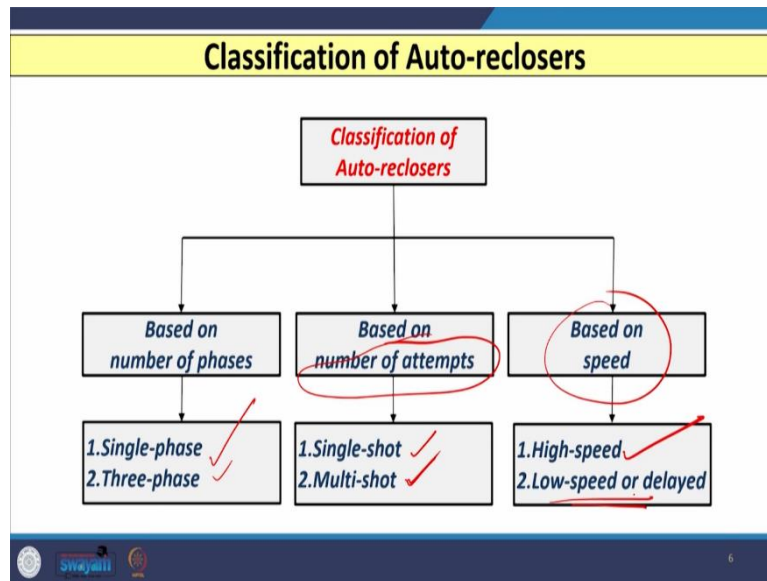 Classification of Auto-reclosers
Classification of
Auto-reclosers
Based on
number of phases
Based on
number of attempts
Based on
speed
1.Single-phase
2.Three-phase
1.Single-shot
2.Multi-shot
1.High-speed
2.Low-speed or delayed
swayam
6